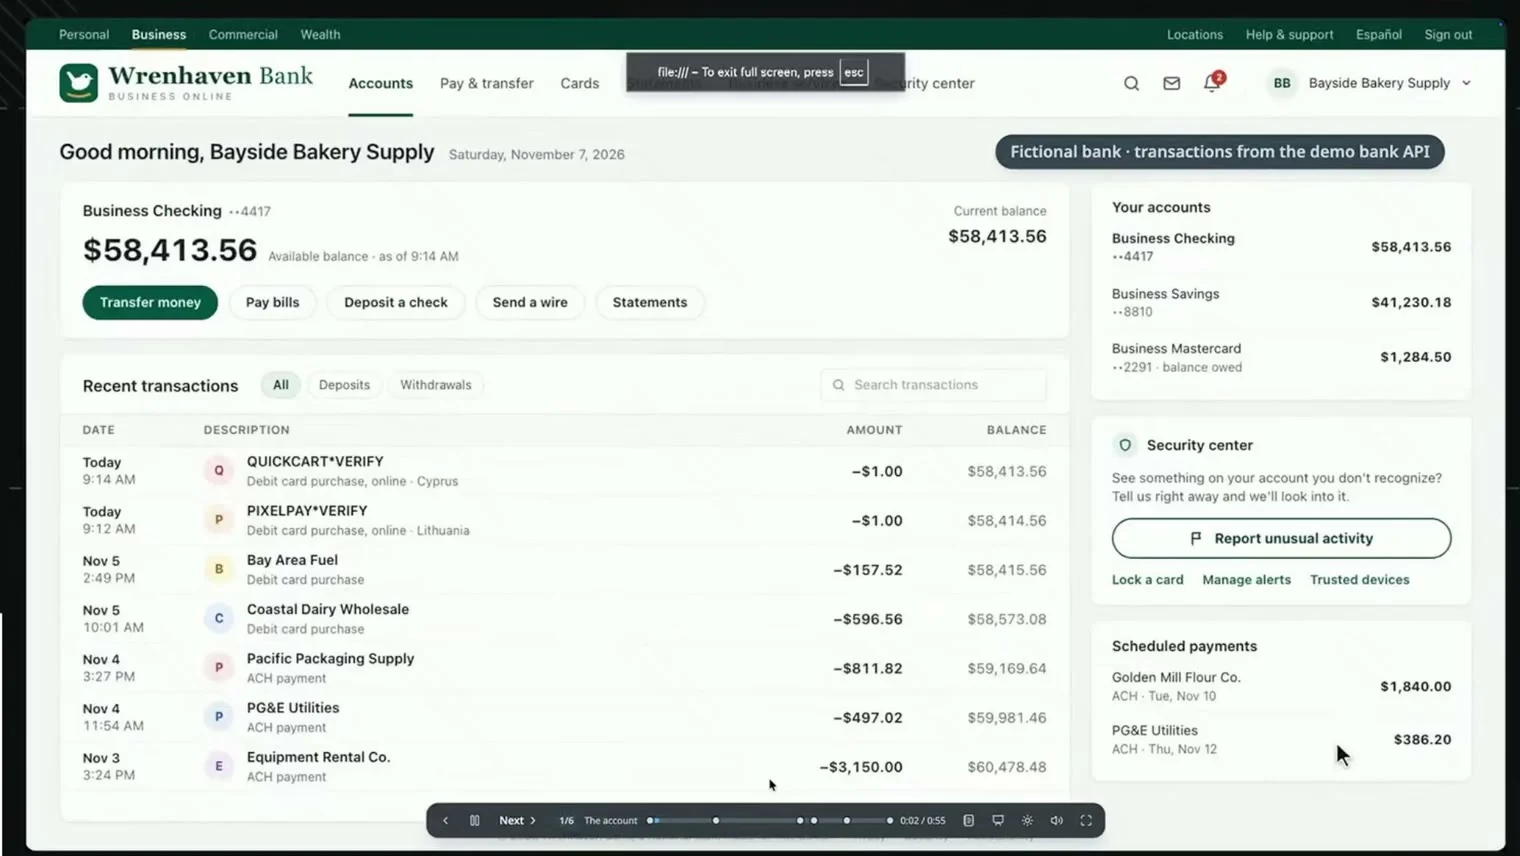 Personal Business Commercial Wealth Locations Help & support Español Sign out
Wrenhaven Bank
BUSINESS ONLINE
Accounts Pay & transfer Cards Security center
file:/// – To exit full screen, press esc
2
BB Bayside Bakery Supply
Good morning, Bayside Bakery Supply Saturday, November 7, 2026
Fictional bank · transactions from the demo bank API
Business Checking ••4417
Current balance
$58,413.56 Available balance · as of 9:14 AM
$58,413.56
Transfer money Pay bills Deposit a check Send a wire Statements
Recent transactions All Deposits Withdrawals Search transactions
DATE DESCRIPTION AMOUNT BALANCE
Today Q QUICKCART*VERIFY –$1.00 $58,413.56
9:14 AM Debit card purchase, online · Cyprus
Today P PIXELPAY*VERIFY –$1.00 $58,414.56
9:12 AM Debit card purchase, online · Lithuania
Nov 5 B Bay Area Fuel –$157.52 $58,415.56
2:49 PM Debit card purchase
Nov 5 C Coastal Dairy Wholesale –$596.56 $58,573.08
10:01 AM Debit card purchase
Nov 4 P Pacific Packaging Supply –$811.82 $59,169.64
3:27 PM ACH payment
Nov 4 P PG&E Utilities –$497.02 $59,981.46
11:54 AM ACH payment
Nov 3 E Equipment Rental Co. –$3,150.00 $60,478.48
3:24 PM ACH payment
Your accounts
Business Checking $58,413.56
••4417
Business Savings $41,230.18
••8810
Business Mastercard $1,284.50
••2291 · balance owed
Security center
See something on your account you don't recognize?
Tell us right away and we'll look into it.
Report unusual activity
Lock a card Manage alerts Trusted devices
Scheduled payments
Golden Mill Flour Co. $1,840.00
ACH · Tue, Nov 10
PG&E Utilities $386.20
ACH · Thu, Nov 12
Next 1/6 The account 0:02 / 0:55